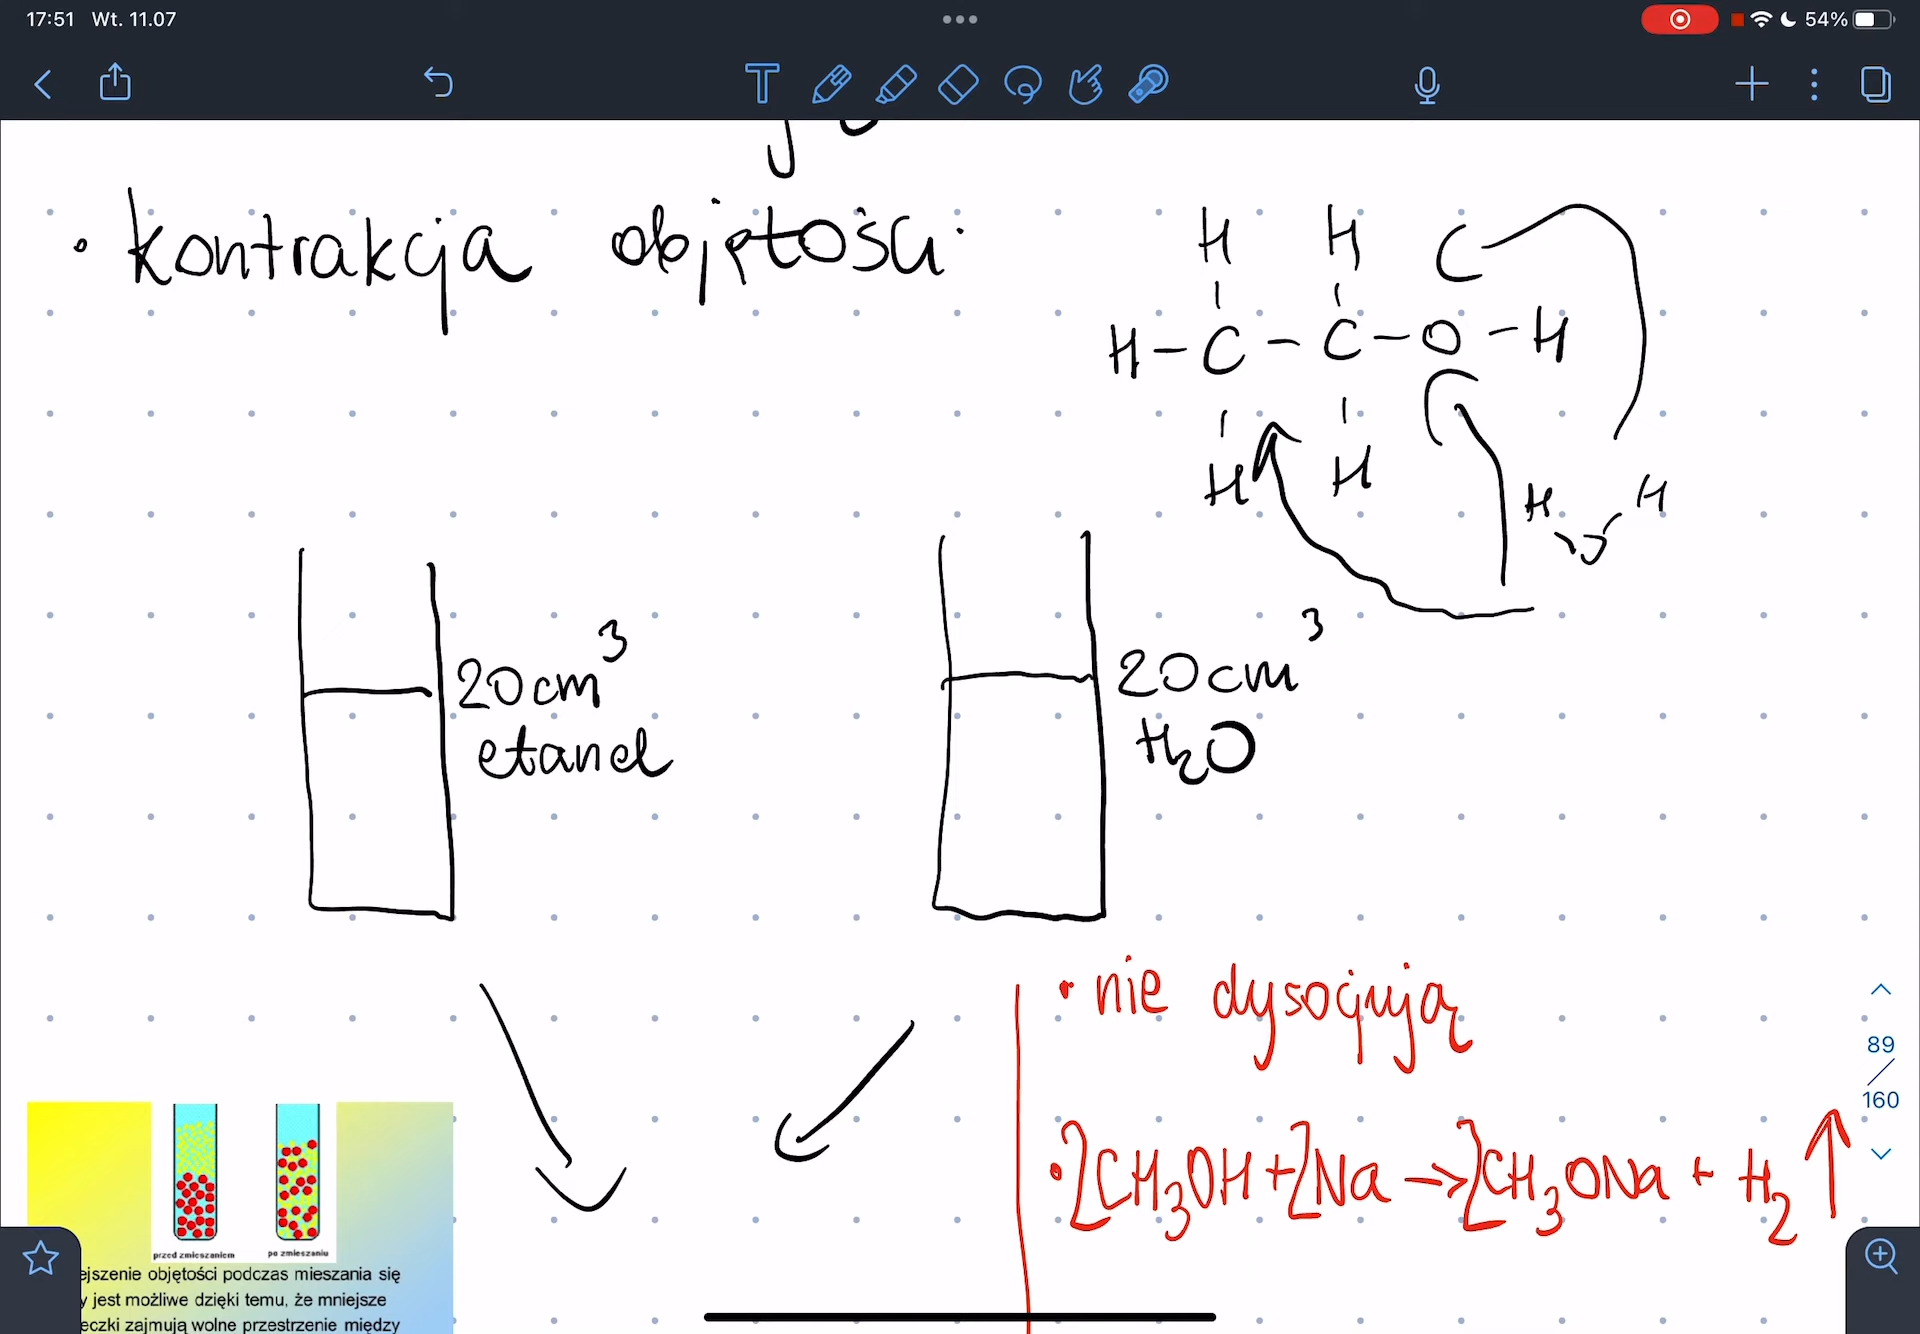 17:51 Wt. 11.07
54%
• kontrakcja objętości
H H
H-C-C-O-H
H H
H H
20cm³
etanol
20cm³
H₂O
• nie dysocjują
89
/
160
• 2CH₃OH + 2Na → 2CH₃ONa + H₂↑
przed zmieszaniem
po zmieszaniu
ejszenie objętości podczas mieszania się
y jest możliwe dzięki temu, że mniejsze
eczki zajmują wolne przestrzenie między